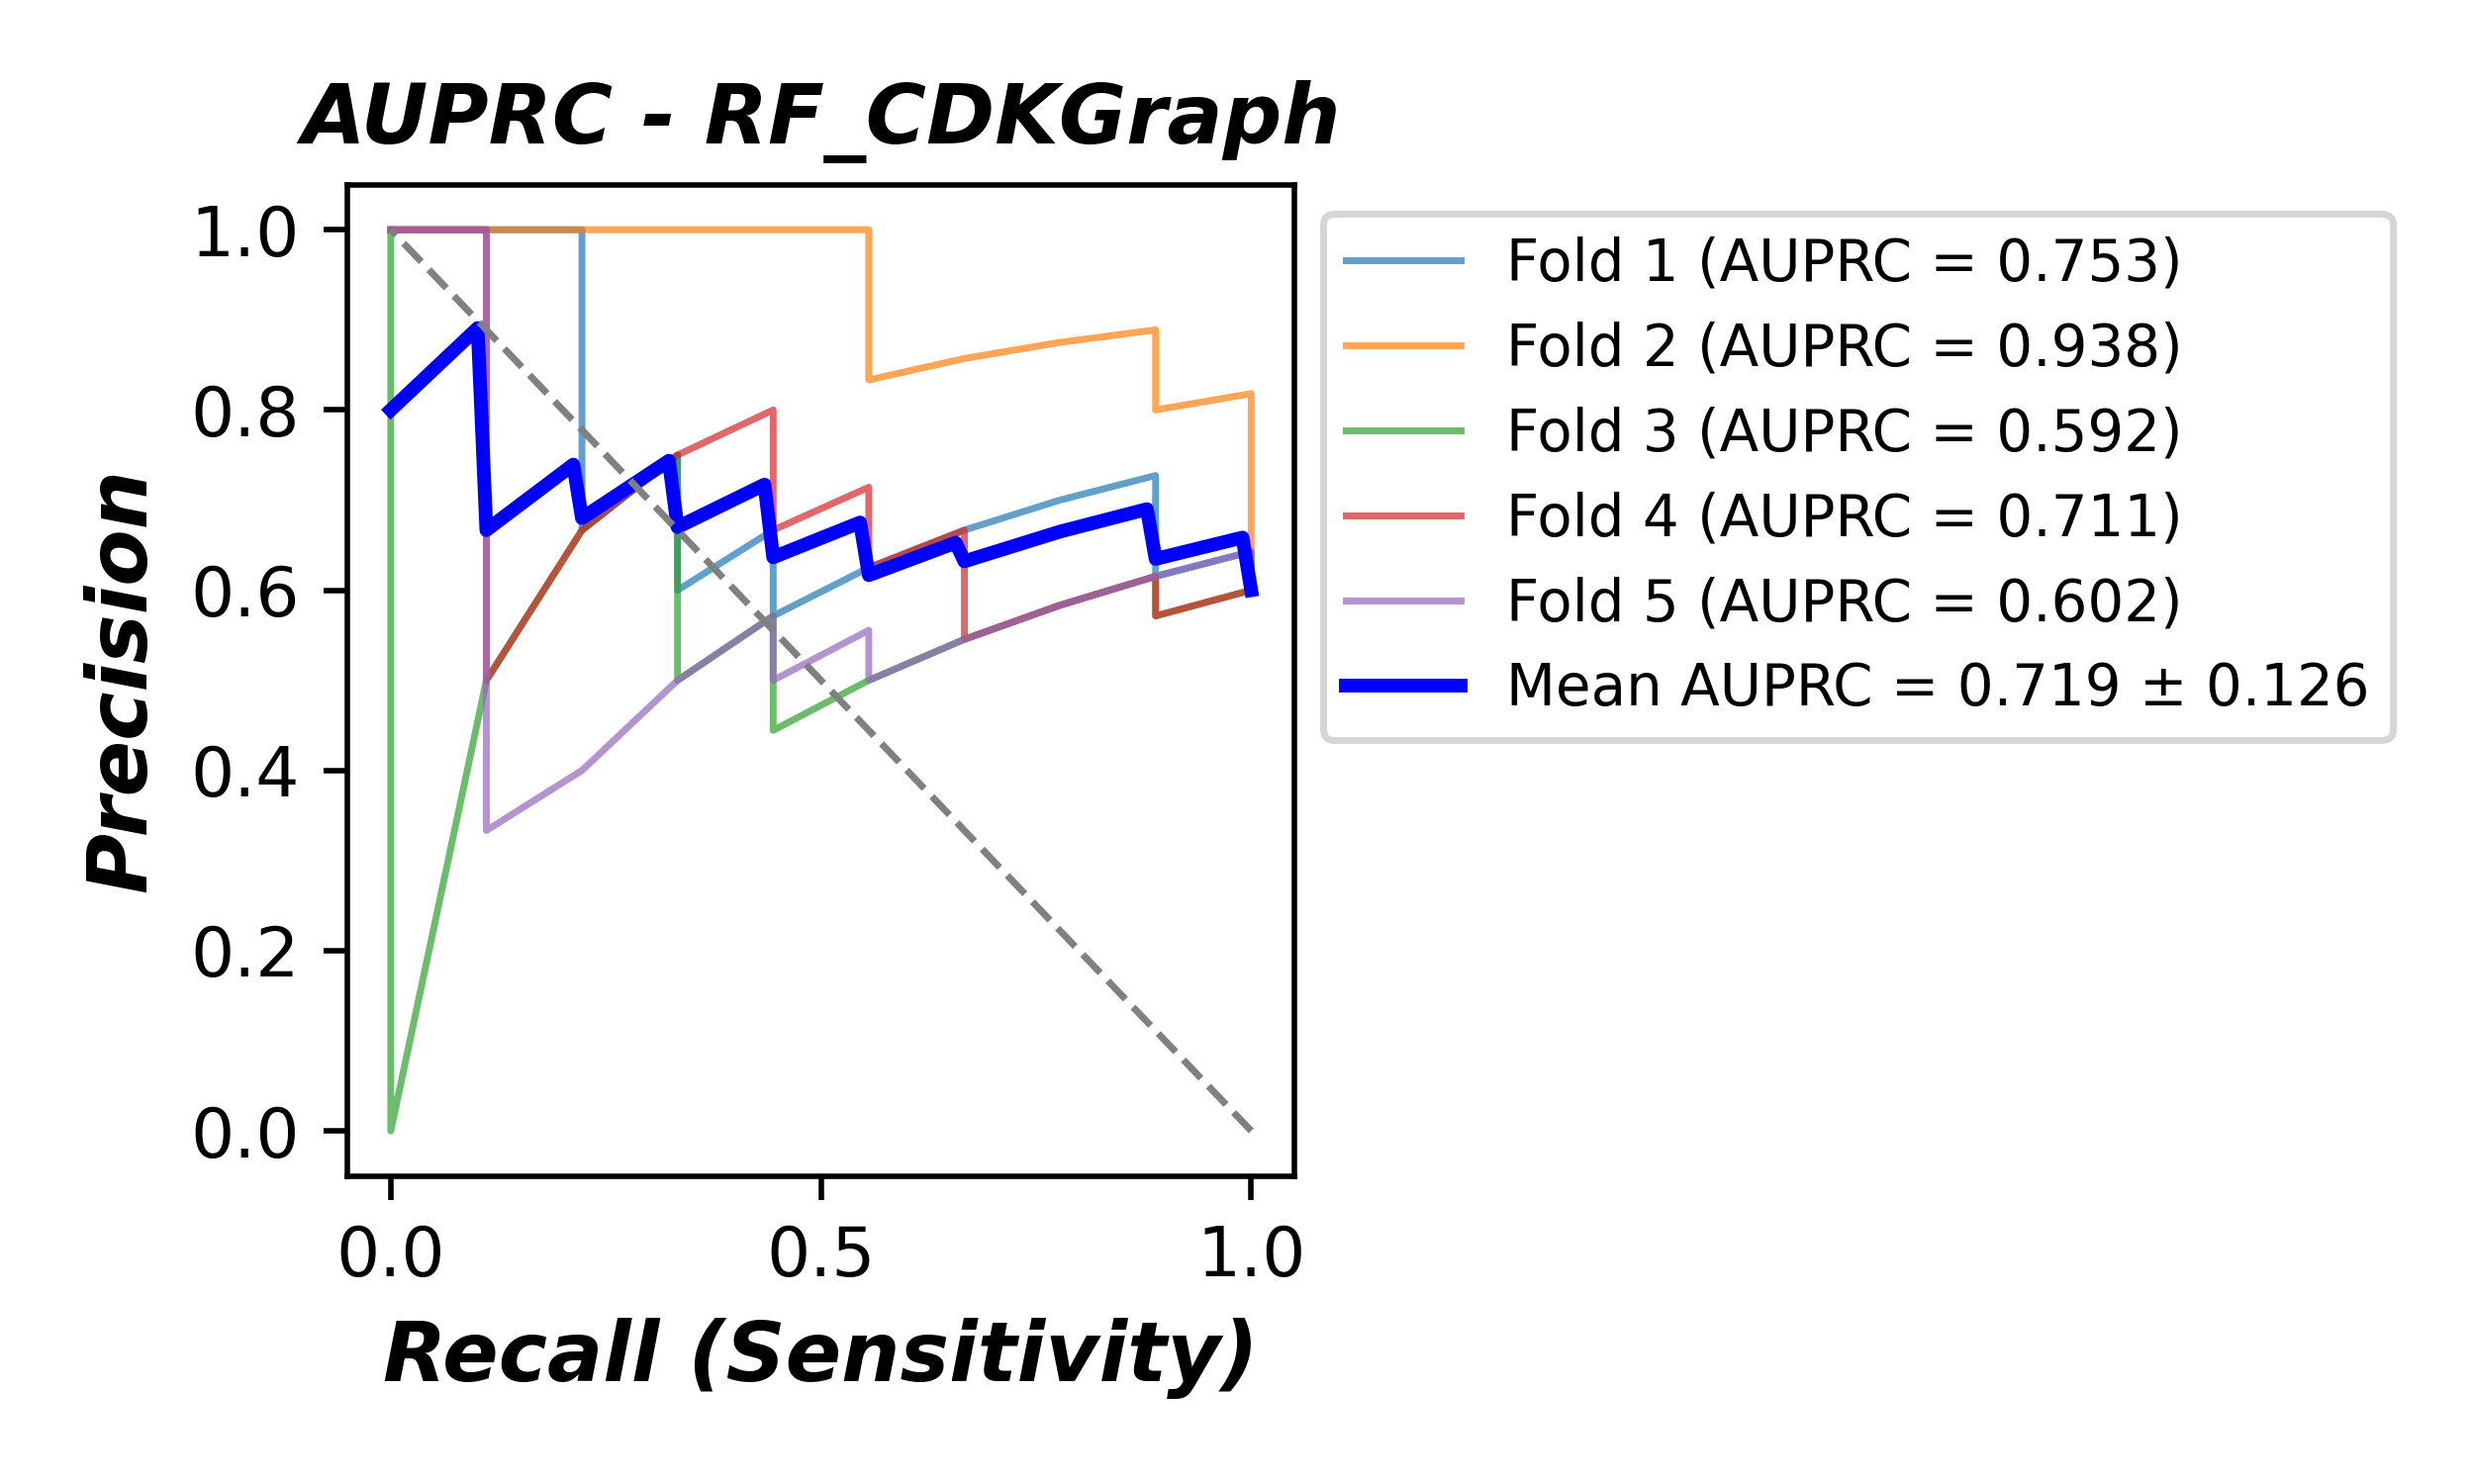 AUPRC - RF_CDKGraph
Precision
1.0
0.8
0.6
0.4
0.2
0.0
0.0 0.5 1.0
Recall (Sensitivity)
Fold 1 (AUPRC = 0.753)
Fold 2 (AUPRC = 0.938)
Fold 3 (AUPRC = 0.592)
Fold 4 (AUPRC = 0.711)
Fold 5 (AUPRC = 0.602)
Mean AUPRC = 0.719 ± 0.126